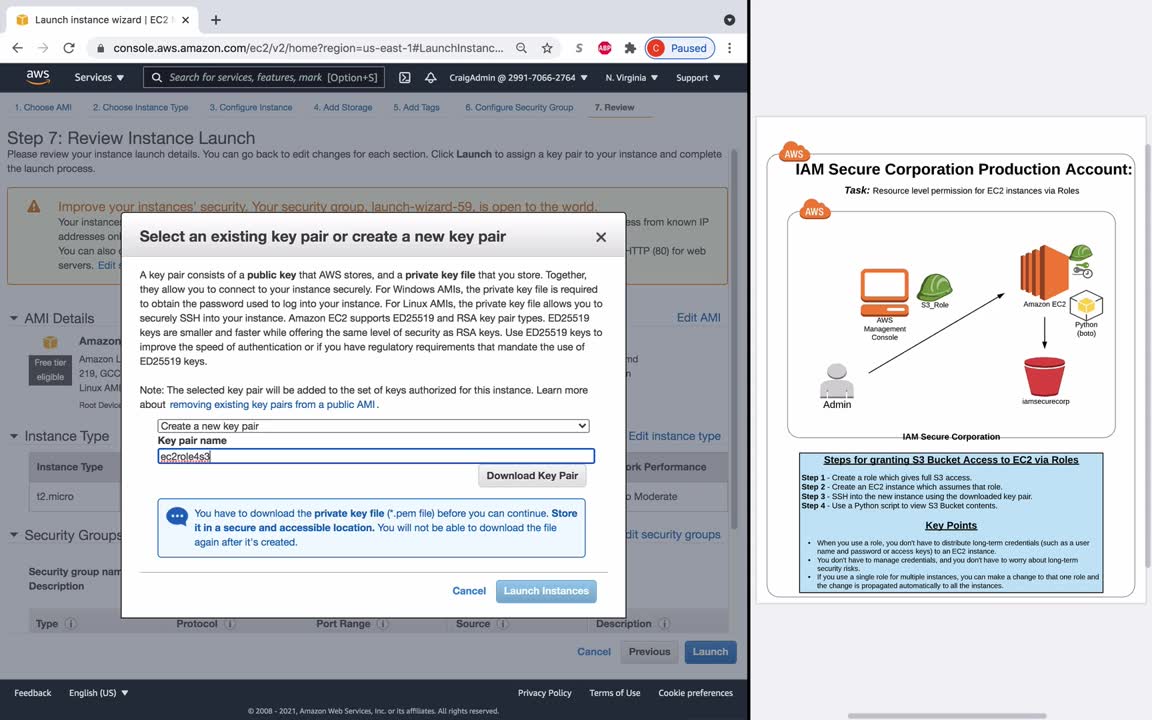 Launch instance wizard | EC2
console.aws.amazon.com/ec2/v2/home?region=us-east-1#LaunchInstanc...
S
ABP
C Paused
aws
Services
Search for services, features, mark [Option+S]
CraigAdmin @ 2991-7066-2764
N. Virginia
Support
1. Choose AMI
2. Choose Instance Type
3. Configure Instance
4. Add Storage
5. Add Tags
6. Configure Security Group
7. Review
Step 7: Review Instance Launch
Please review your instance launch details. You can go back to edit changes for each section. Click Launch to assign a key pair to your instance and complete
the launch process.
Improve your instances' security. Your security group, launch-wizard-59, is open to the world.
Your instances
ess from known IP
addresses on
You can also
HTTP (80) for web
servers. Edit s
AMI Details
Edit AMI
Amazon
Free tier
eligible
Amazon L
219, GCC
Linux AMI
Root Device
md
n
Instance Type
Edit instance type
Instance Type
ork Performance
t2.micro
o Moderate
Security Groups
dit security groups
Security group nam
Description
Type
Protocol
Port Range
Source
Description
Cancel
Previous
Launch
Select an existing key pair or create a new key pair
A key pair consists of a public key that AWS stores, and a private key file that you store. Together,
they allow you to connect to your instance securely. For Windows AMIs, the private key file is required
to obtain the password used to log into your instance. For Linux AMIs, the private key file allows you to
securely SSH into your instance. Amazon EC2 supports ED25519 and RSA key pair types. ED25519
keys are smaller and faster while offering the same level of security as RSA keys. Use ED25519 keys to
improve the speed of authentication or if you have regulatory requirements that mandate the use of
ED25519 keys.
Note: The selected key pair will be added to the set of keys authorized for this instance. Learn more
about removing existing key pairs from a public AMI .
Create a new key pair
Key pair name
ec2role4s3
Download Key Pair
You have to download the private key file (*.pem file) before you can continue. Store
it in a secure and accessible location. You will not be able to download the file
again after it's created.
Cancel
Launch Instances
Feedback
English (US)
Privacy Policy
Terms of Use
Cookie preferences
© 2008 - 2021, Amazon Web Services, Inc. or its affiliates. All rights reserved.
AWS
IAM Secure Corporation Production Account:
Task: Resource level permission for EC2 instances via Roles
AWS
AWS
Management
Console
S3_Role
Amazon EC2
Python
(boto)
Admin
iamsecurecorp
IAM Secure Corporation
Steps for granting S3 Bucket Access to EC2 via Roles
Step 1 - Create a role which gives full S3 access.
Step 2 - Create an EC2 instance which assumes that role.
Step 3 - SSH into the new instance using the downloaded key pair.
Step 4 - Use a Python script to view S3 Bucket contents.
Key Points
• When you use a role, you don't have to distribute long-term credentials (such as a user
name and password or access keys) to an EC2 instance.
• You don't have to manage credentials, and you don't have to worry about long-term
security risks.
• If you use a single role for multiple instances, you can make a change to that one role and
the change is propagated automatically to all the instances.